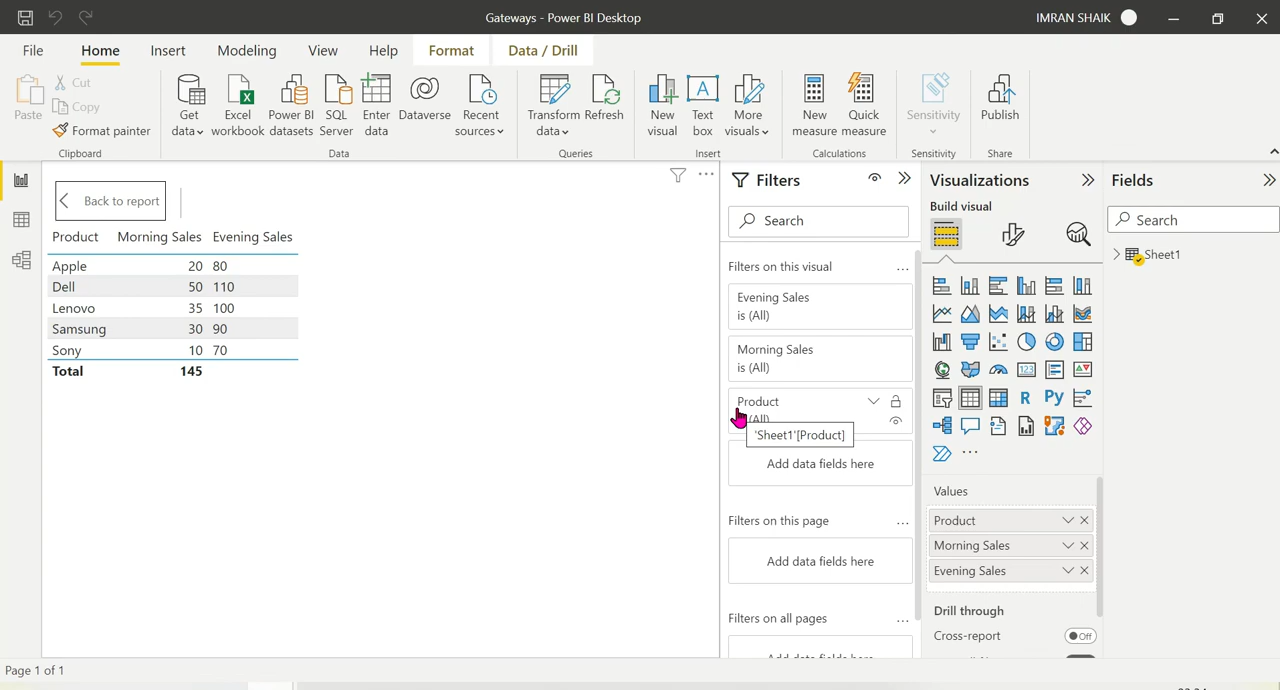 Gateways - Power BI Desktop
IMRAN SHAIK
File Home Insert Modeling View Help Format Data / Drill
Paste
Cut
Copy
Format painter
Clipboard
Get data
Excel workbook
Power BI datasets
SQL Server
Enter data
Dataverse
Recent sources
Data
Transform data
Refresh
Queries
New visual
Text box
More visuals
Insert
New measure
Quick measure
Calculations
Sensitivity
Sensitivity
Publish
Share
Back to report
Product Morning Sales Evening Sales
Apple 20 80
Dell 50 110
Lenovo 35 100
Samsung 30 90
Sony 10 70
Total 145
Filters
Search
Filters on this visual ...
Evening Sales
is (All)
Morning Sales
is (All)
Product
(All)
'Sheet1'[Product]
Add data fields here
Filters on this page ...
Add data fields here
Filters on all pages ...
Add data fields here
Visualizations
Build visual
123
R
Py
...
Values
Product
Morning Sales
Evening Sales
Drill through
Cross-report
Off
Fields
Search
Sheet1
Page 1 of 1